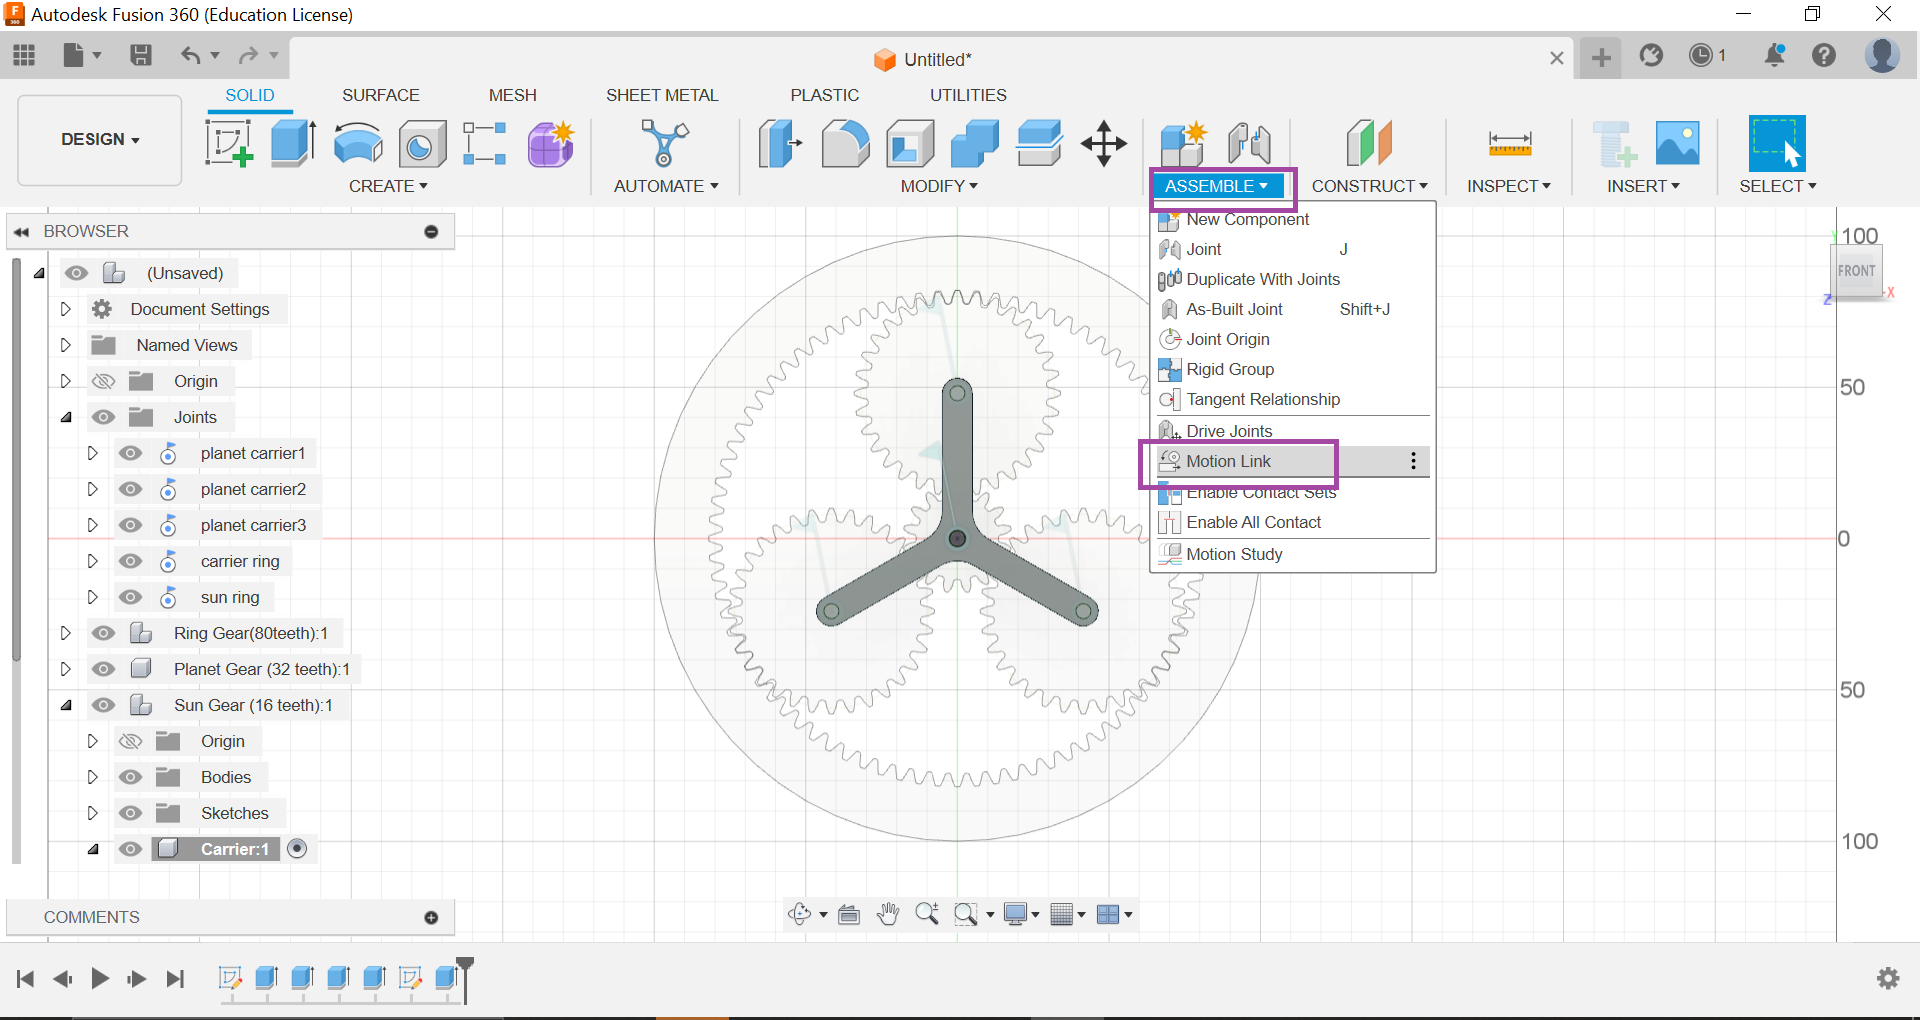 Autodesk Fusion 360 (Education License)
Untitled*
1
SOLID
SURFACE
MESH
SHEET METAL
PLASTIC
UTILITIES
DESIGN
CREATE
AUTOMATE
MODIFY
ASSEMBLE
CONSTRUCT
INSPECT
INSERT
SELECT
BROWSER
(Unsaved)
Document Settings
Named Views
Origin
Joints
planet carrier1
planet carrier2
planet carrier3
carrier ring
sun ring
Ring Gear(80teeth):1
Planet Gear (32 teeth):1
Sun Gear (16 teeth):1
Origin
Bodies
Sketches
Carrier:1
COMMENTS
New Component
Joint J
Duplicate With Joints
As-Built Joint Shift+J
Joint Origin
Rigid Group
Tangent Relationship
Drive Joints
Motion Link
Enable Contact Sets
Enable All Contact
Motion Study
100
50
0
50
100
Y
FRONT
Z
X